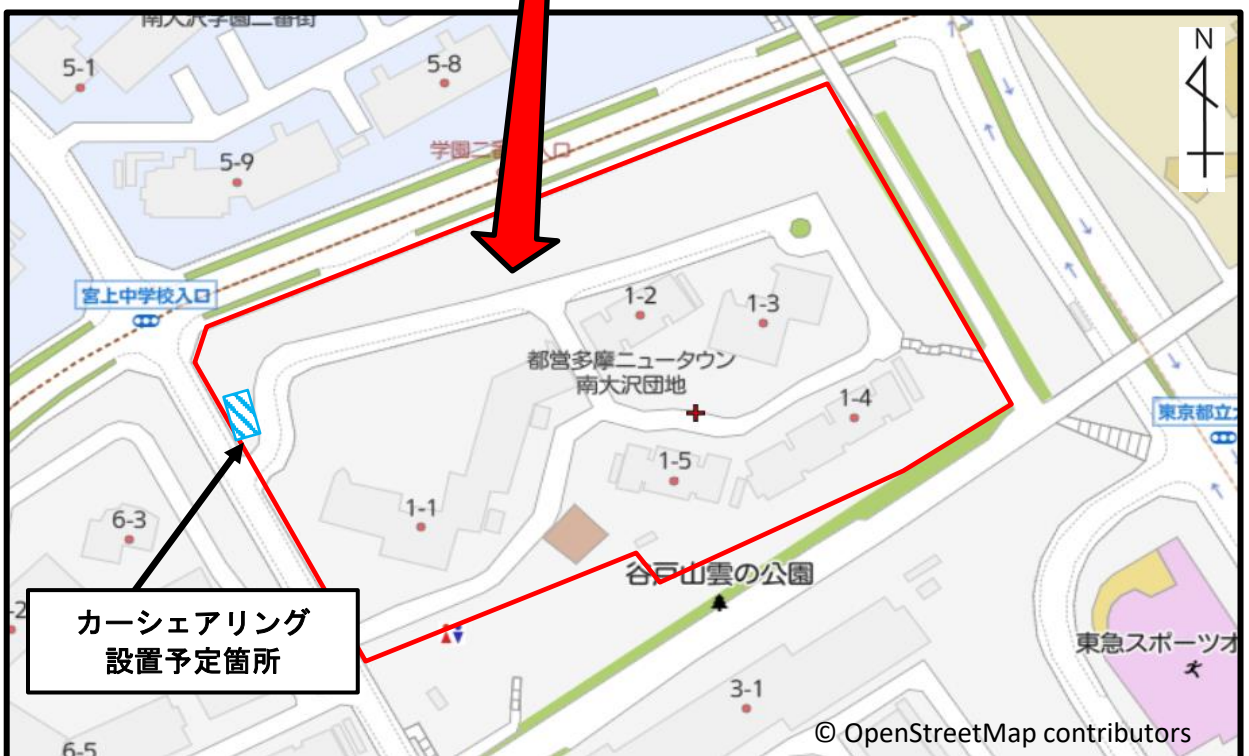 南大沢学園二番街
N
5-1
5-8
5-9
学園二
入口
宮上中学校入口
1-2
1-3
都営多摩ニュータウン
南大沢団地
1-4
東京都立
1-5
1-1
6-3
谷戸山雲の公園
カーシェアリング
設置予定箇所
東急スポーツオ
3-1
6-5
© OpenStreetMap contributors